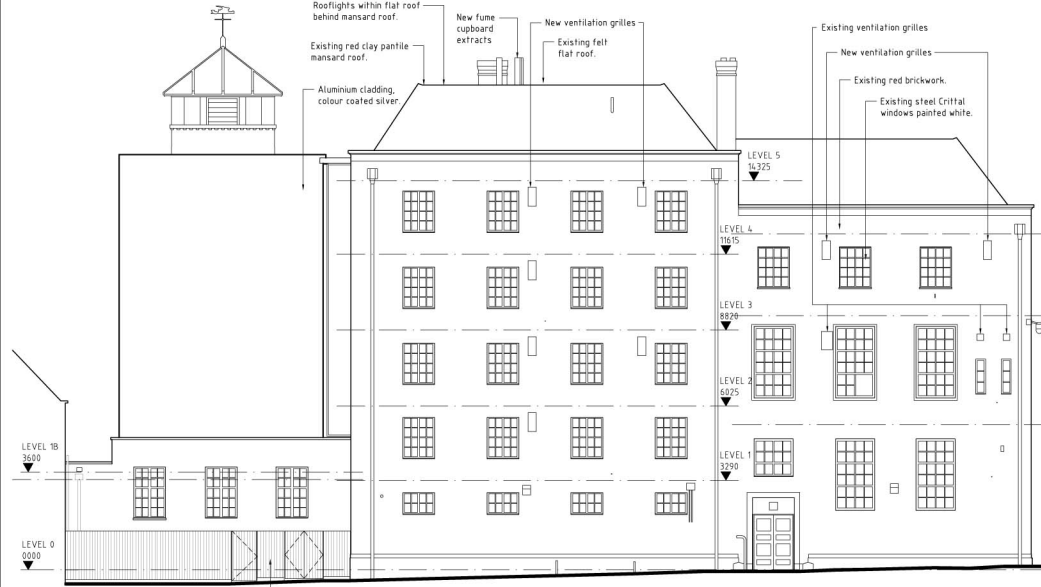 Rooflights within flat roof
behind mansard roof.
Existing red clay pantile
mansard roof.
Aluminium cladding,
colour coated silver.
New fume
cupboard
extracts
New ventilation grilles
Existing felt
flat roof.
Existing ventilation grilles
New ventilation grilles
Existing red brickwork.
Existing steel Crittal
windows painted white.
LEVEL 5
14325
LEVEL 4
11615
LEVEL 3
8820
LEVEL 2
6025
LEVEL 1
3290
LEVEL 1B
3600
LEVEL 0
0000